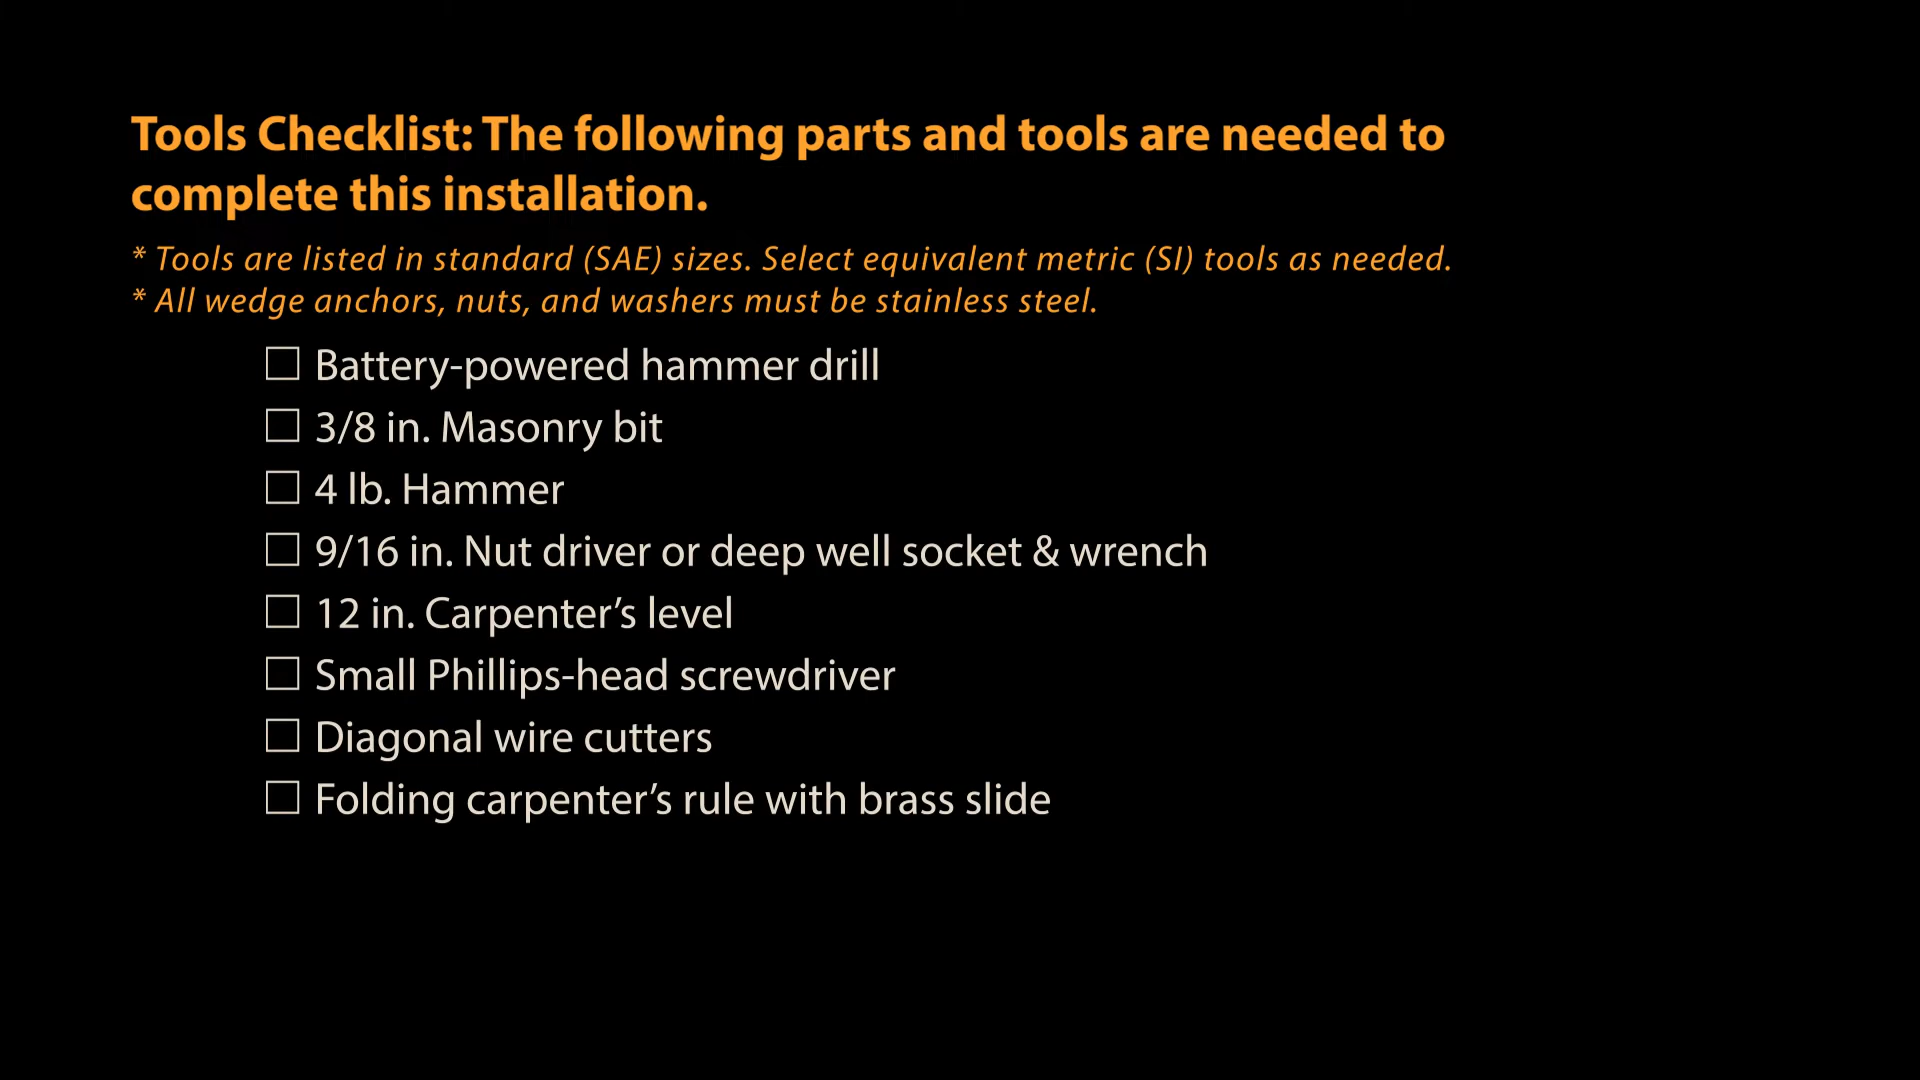 Tools Checklist: The following parts and tools are needed to
complete this installation.
* Tools are listed in standard (SAE) sizes. Select equivalent metric (SI) tools as needed.
* All wedge anchors, nuts, and washers must be stainless steel.
☐ Battery-powered hammer drill
☐ 3/8 in. Masonry bit
☐ 4 lb. Hammer
☐ 9/16 in. Nut driver or deep well socket & wrench
☐ 12 in. Carpenter’s level
☐ Small Phillips-head screwdriver
☐ Diagonal wire cutters
☐ Folding carpenter’s rule with brass slide